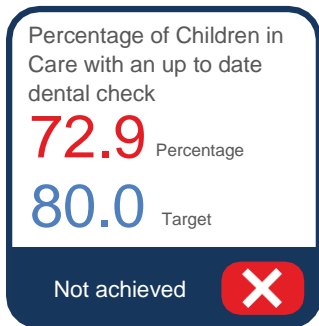 Percentage of Children in
Care with an up to date
dental check
72.9 Percentage
80.0 Target
Not achieved